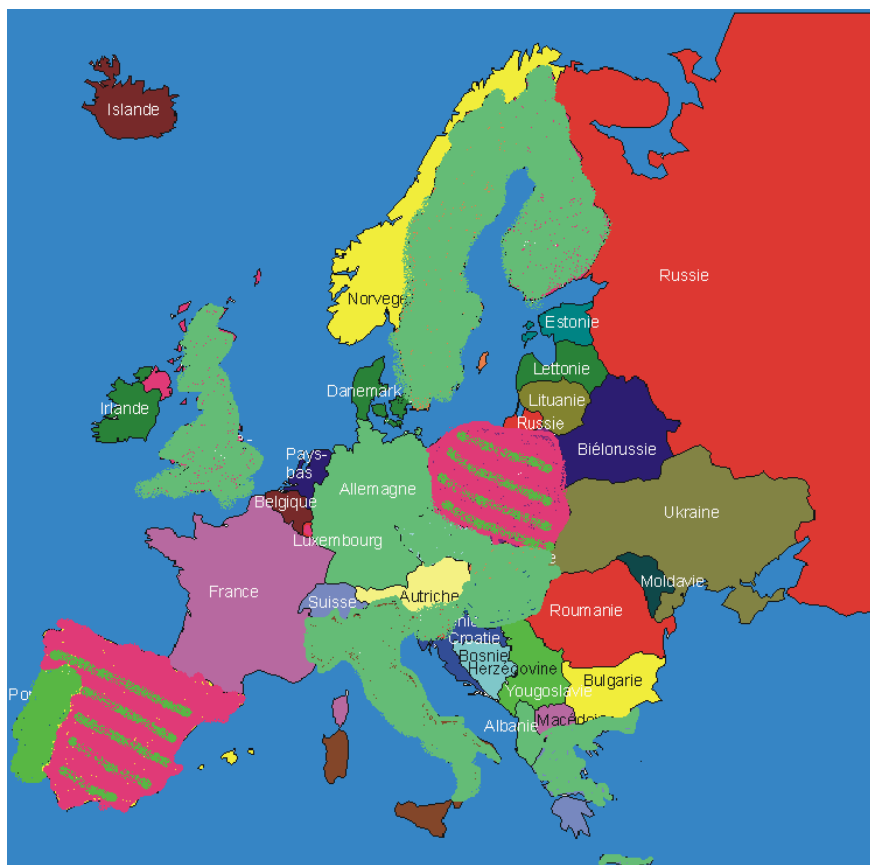 Islande
Russie
Norvege
Estonie
Lettonie
Danemark
Lituanie
Irlande
Russie
Biélorussie
Pays-
bas
Allemagne
Belgique
Ukraine
Luxembourg
Moldavie
France
Autriche
Suisse
Roumanie
Croatie
Bosnie
Herzégovine
Bulgarie
Yougoslavie
Albanie